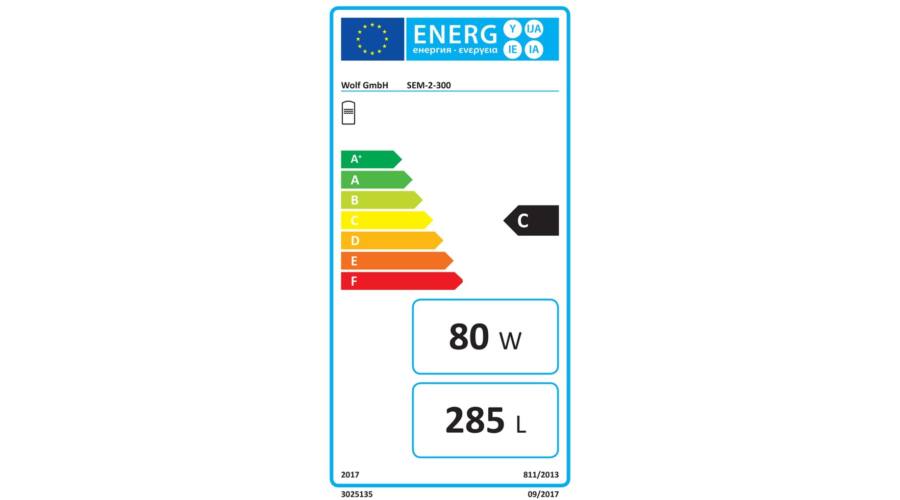 ENERG Y IJA
енергия · ενεργεια IE IA
Wolf GmbH SEM-2-300
A+
A
B
C
C
D
E
F
80 W
285 L
2017 811/2013
3025135 09/2017